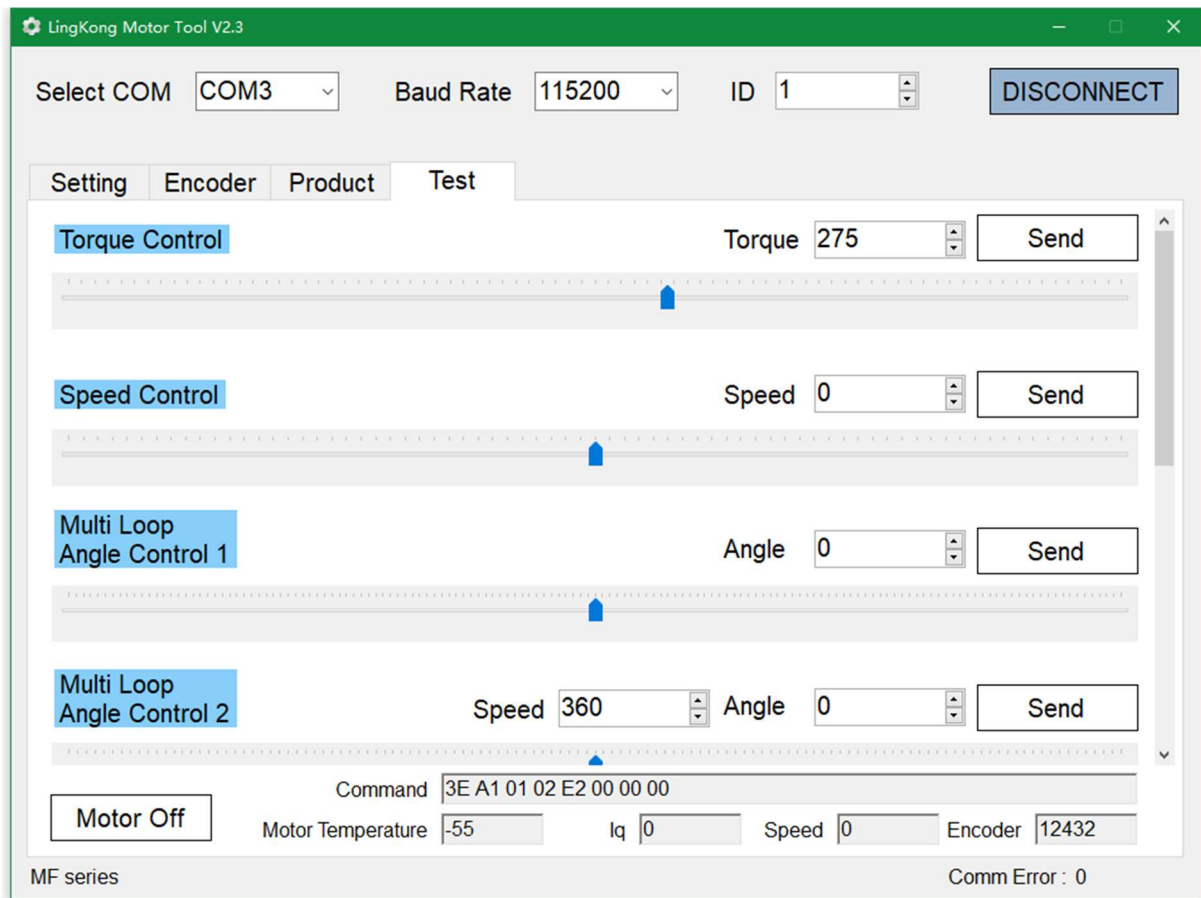 LingKong Motor Tool V2.3
Select COM COM3 Baud Rate 115200 ID 1 DISCONNECT
Setting Encoder Product Test
Torque Control Torque 275 Send
Speed Control Speed 0 Send
Multi Loop
Angle Control 1 Angle 0 Send
Multi Loop
Angle Control 2 Speed 360 Angle 0 Send
Command 3E A1 01 02 E2 00 00 00
Motor Off Motor Temperature -55 Iq 0 Speed 0 Encoder 12432
MF series Comm Error : 0